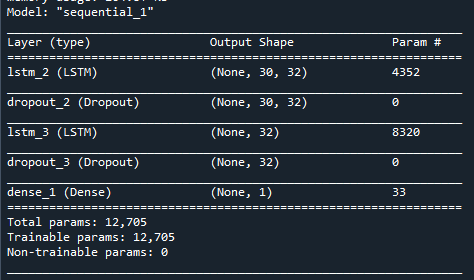 Model: "sequential_1"
Layer (type) Output Shape Param #
lstm_2 (LSTM) (None, 30, 32) 4352
dropout_2 (Dropout) (None, 30, 32) 0
lstm_3 (LSTM) (None, 32) 8320
dropout_3 (Dropout) (None, 32) 0
dense_1 (Dense) (None, 1) 33
Total params: 12,705
Trainable params: 12,705
Non-trainable params: 0